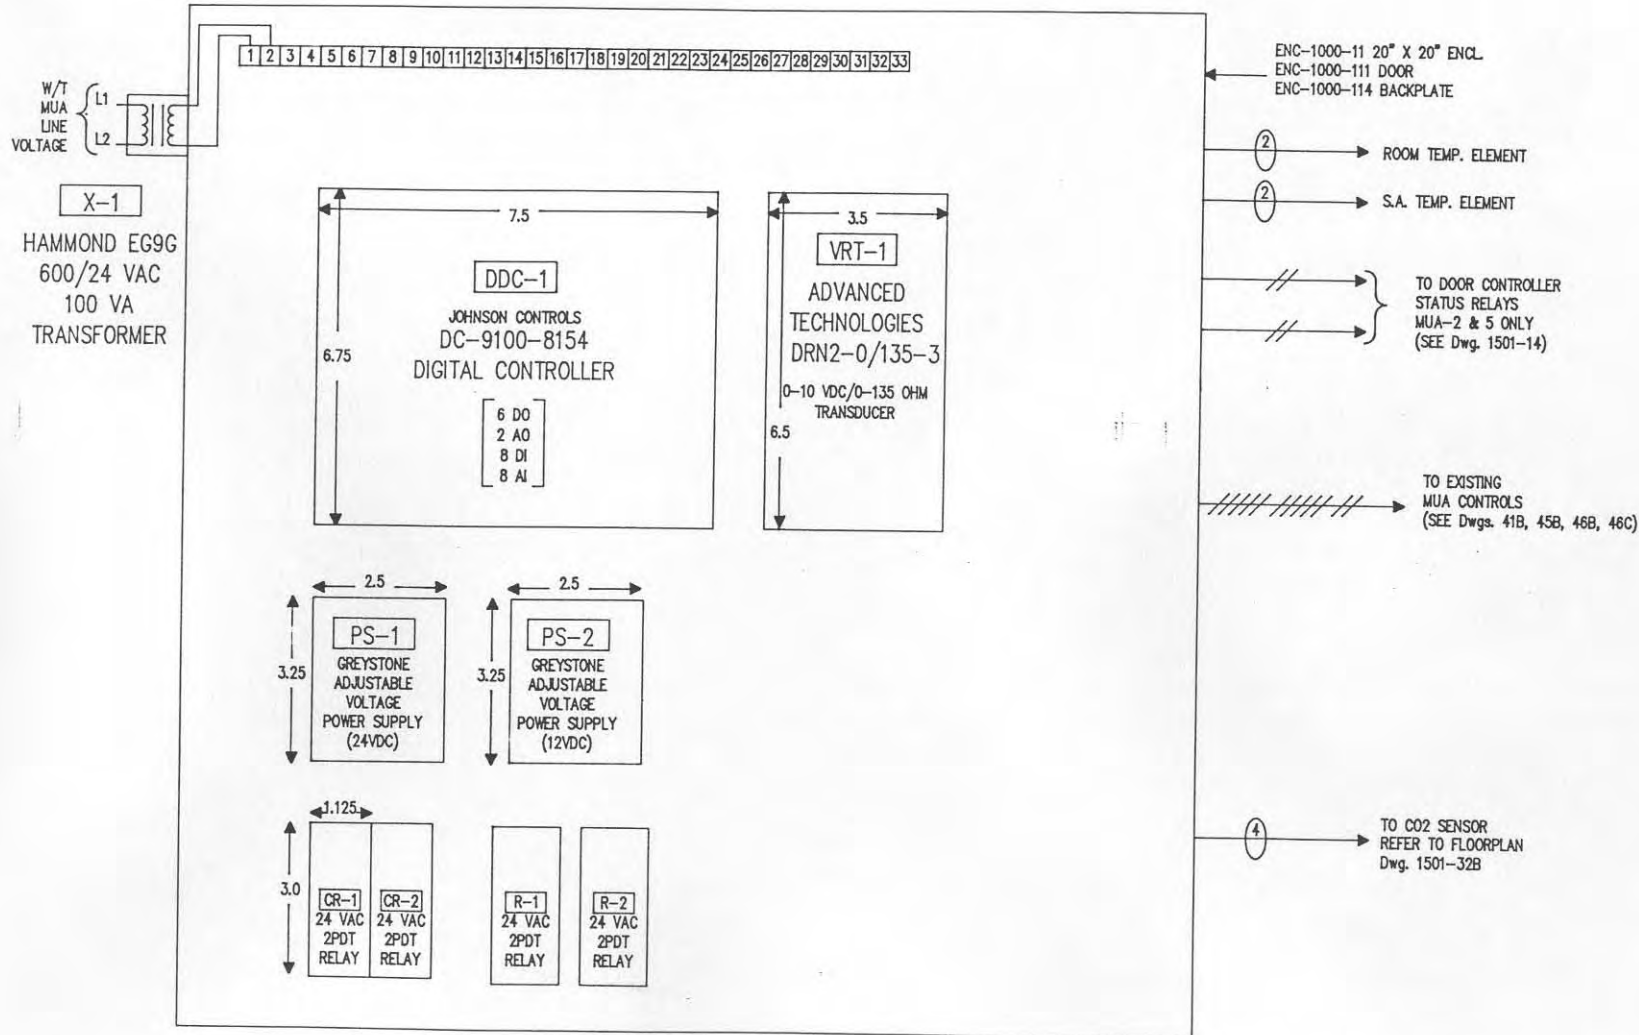 1 2 3 4 5 6 7 8 9 10 11 12 13 14 15 16 17 18 19 20 21 22 23 24 25 26 27 28 29 30 31 32 33
W/T
MUA
LINE
VOLTAGE
L1
L2
X-1
HAMMOND EG9G
600/24 VAC
100 VA
TRANSFORMER
7.5
6.75
DDC-1
JOHNSON CONTROLS
DC-9100-8154
DIGITAL CONTROLLER
6 DO
2 AO
8 DI
8 AI
3.5
VRT-1
ADVANCED
TECHNOLOGIES
DRN2-0/135-3
0-10 VDC/0-135 OHM
TRANSDUCER
6.5
2.5
3.25
PS-1
GREYSTONE
ADJUSTABLE
VOLTAGE
POWER SUPPLY
(24VDC)
2.5
3.25
PS-2
GREYSTONE
ADJUSTABLE
VOLTAGE
POWER SUPPLY
(12VDC)
1.125
3.0
CR-1
24 VAC
2PDT
RELAY
CR-2
24 VAC
2PDT
RELAY
R-1
24 VAC
2PDT
RELAY
R-2
24 VAC
2PDT
RELAY
ENC-1000-11 20" X 20" ENCL.
ENC-1000-111 DOOR
ENC-1000-114 BACKPLATE
2
ROOM TEMP. ELEMENT
2
S.A. TEMP. ELEMENT
TO DOOR CONTROLLER
STATUS RELAYS
MUA-2 & 5 ONLY
(SEE Dwg. 1501-14)
TO EXISTING
MUA CONTROLS
(SEE Dwgs. 41B, 45B, 46B, 46C)
4
TO CO2 SENSOR
REFER TO FLOORPLAN
Dwg. 1501-32B